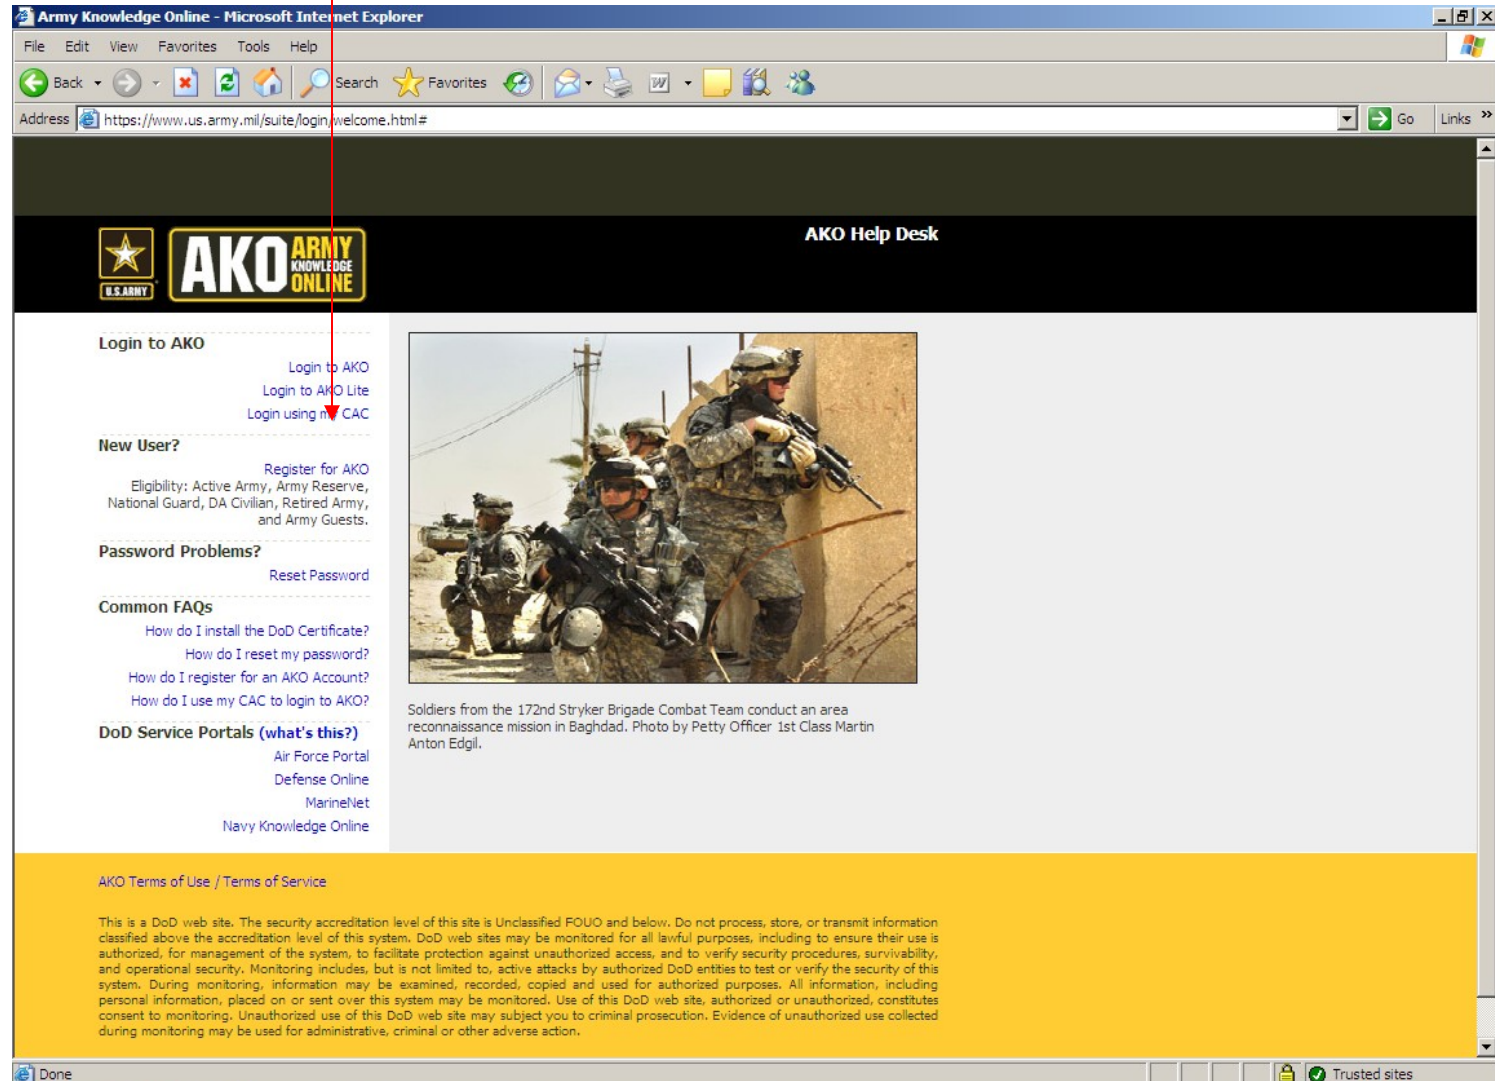 Army Knowledge Online - Microsoft Internet Explorer
File Edit View Favorites Tools Help
Back Search Favorites
Address https://www.us.army.mil/suite/login/welcome.html# Go Links »
U.S.ARMY
AKO ARMY
KNOWLEDGE
ONLINE
AKO Help Desk
Login to AKO
Login to AKO
Login to AKO Lite
Login using my CAC
New User?
Register for AKO
Eligibility: Active Army, Army Reserve,
National Guard, DA Civilian, Retired Army,
and Army Guests.
Password Problems?
Reset Password
Common FAQs
How do I install the DoD Certificate?
How do I reset my password?
How do I register for an AKO Account?
How do I use my CAC to login to AKO?
DoD Service Portals (what's this?)
Air Force Portal
Defense Online
MarineNet
Navy Knowledge Online
Soldiers from the 172nd Stryker Brigade Combat Team conduct an area
reconnaissance mission in Baghdad. Photo by Petty Officer 1st Class Martin
Anton Edgil.
AKO Terms of Use / Terms of Service
This is a DoD web site. The security accreditation level of this site is Unclassified FOUO and below. Do not process, store, or transmit information
classified above the accreditation level of this system. DoD web sites may be monitored for all lawful purposes, including to ensure their use is
authorized, for management of the system, to facilitate protection against unauthorized access, and to verify security procedures, survivability,
and operational security. Monitoring includes, but is not limited to, active attacks by authorized DoD entities to test or verify the security of this
system. During monitoring, information may be examined, recorded, copied and used for authorized purposes. All information, including
personal information, placed on or sent over this system may be monitored. Use of this DoD web site, authorized or unauthorized, constitutes
consent to monitoring. Unauthorized use of this DoD web site may subject you to criminal prosecution. Evidence of unauthorized use collected
during monitoring may be used for administrative, criminal or other adverse action.
Done Trusted sites